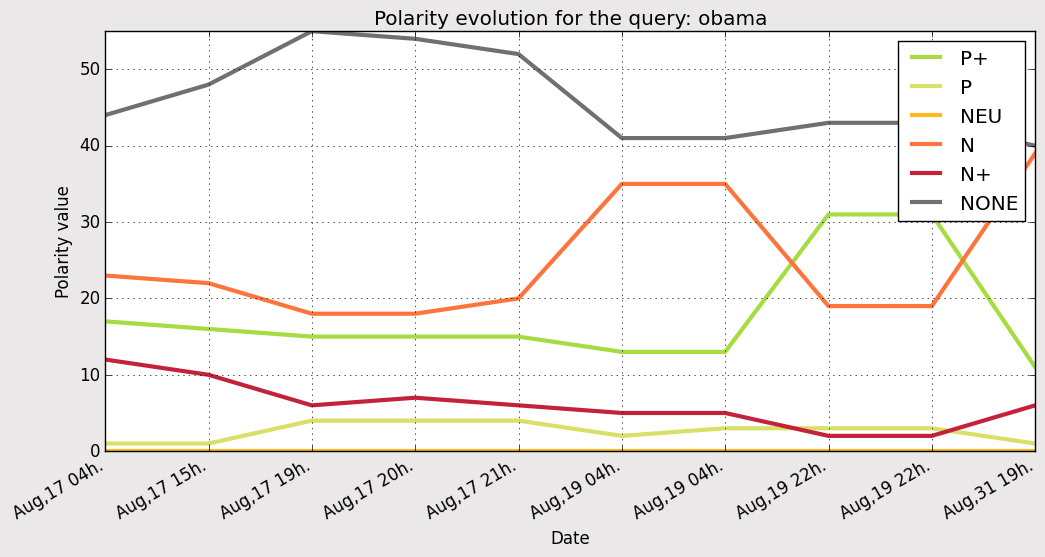 Polarity evolution for the query: obama
P+
P
NEU
N
N+
NONE
Polarity value
50
40
30
20
10
0
Aug,17 04h.
Aug,17 15h.
Aug,17 19h.
Aug,17 20h.
Aug,17 21h.
Aug,19 04h.
Aug,19 04h.
Aug,19 22h.
Aug,19 22h.
Aug,31 19h.
Date